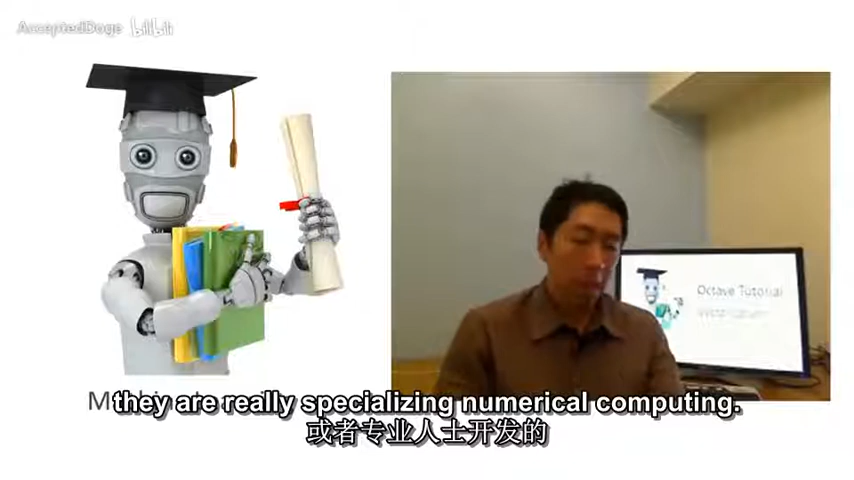 AcceptedDoge bilibili
Octave Tutorial
they are really specializing numerical computing.
或者专业人士开发的